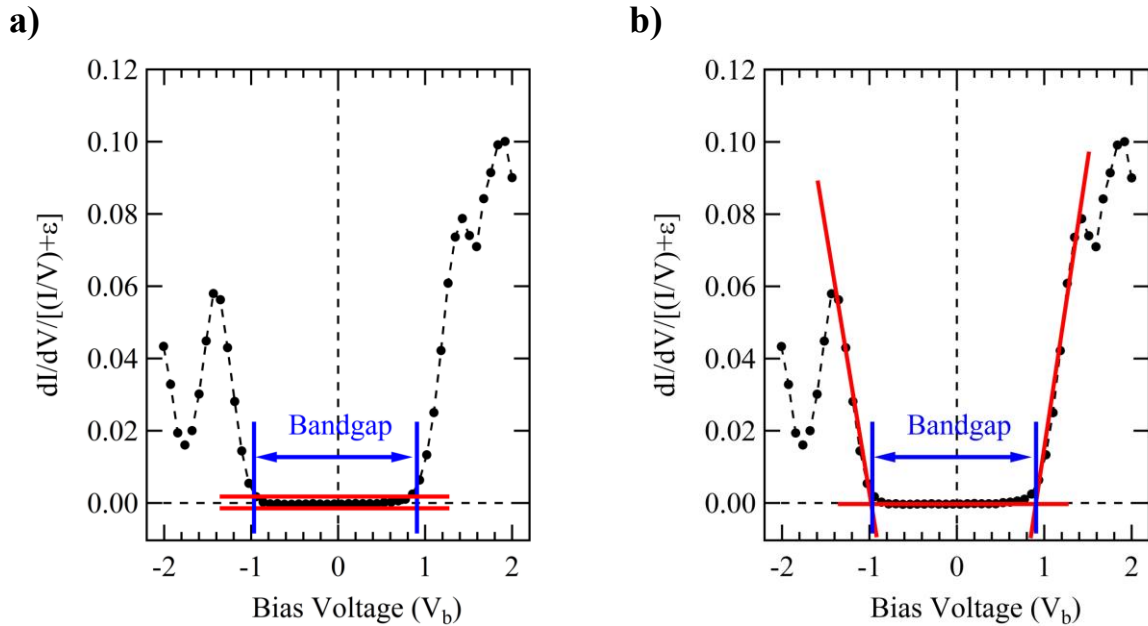 a)
0.12
0.10
0.08
0.06
0.04
0.02
0.00
dI/dV/[(I/V)+ε]
Bandgap
-2 -1 0 1 2
Bias Voltage (V_b)
b)
0.12
0.10
0.08
0.06
0.04
0.02
0.00
dI/dV/[(I/V)+ε]
Bandgap
-2 -1 0 1 2
Bias Voltage (V_b)